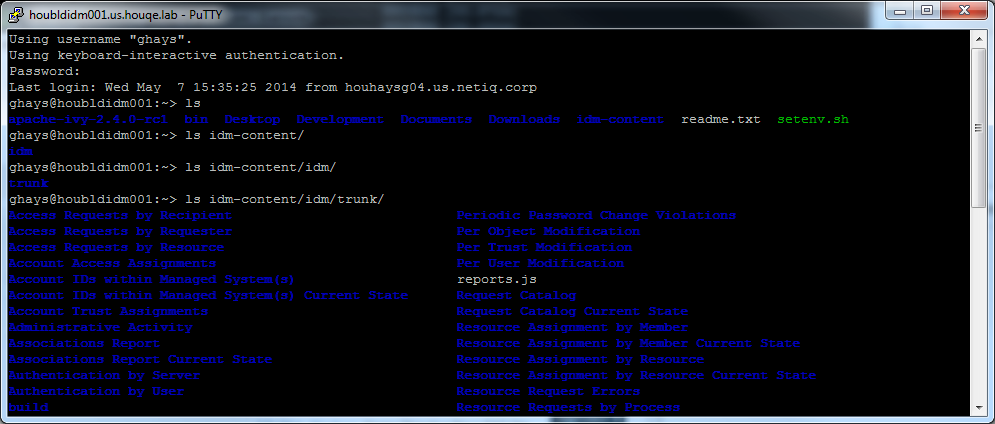 houbldidm001.us.houqe.lab - PuTTY
Using username "ghays".
Using keyboard-interactive authentication.
Password:
Last login: Wed May  7 15:35:25 2014 from houhaysg04.us.netiq.corp
ghays@houbldidm001:~> ls
apache-ivy-2.4.0-rc1  bin  Desktop  Development  Documents  Downloads  idm-content  readme.txt  setenv.sh
ghays@houbldidm001:~> ls idm-content/
idm
ghays@houbldidm001:~> ls idm-content/idm/
trunk
ghays@houbldidm001:~> ls idm-content/idm/trunk/
Access Requests by Recipient  Periodic Password Change Violations
Access Requests by Requester  Per Object Modification
Access Requests by Resource  Per Trust Modification
Account Access Assignments  Per User Modification
Account IDs within Managed System(s)  reports.js
Account IDs within Managed System(s) Current State  Request Catalog
Account Trust Assignments  Request Catalog Current State
Administrative Activity  Resource Assignment by Member
Associations Report  Resource Assignment by Member Current State
Associations Report Current State  Resource Assignment by Resource
Authentication by Server  Resource Assignment by Resource Current State
Authentication by User  Resource Request Errors
build  Resource Requests by Process